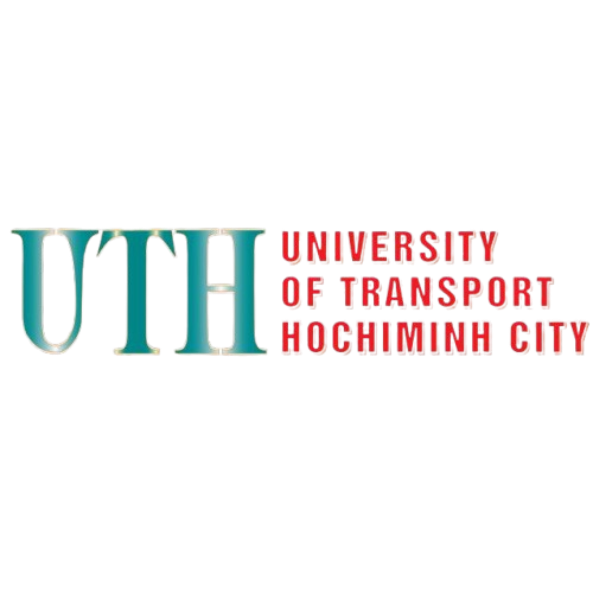 UTH
UNIVERSITY
OF TRANSPORT
HOCHIMINH CITY